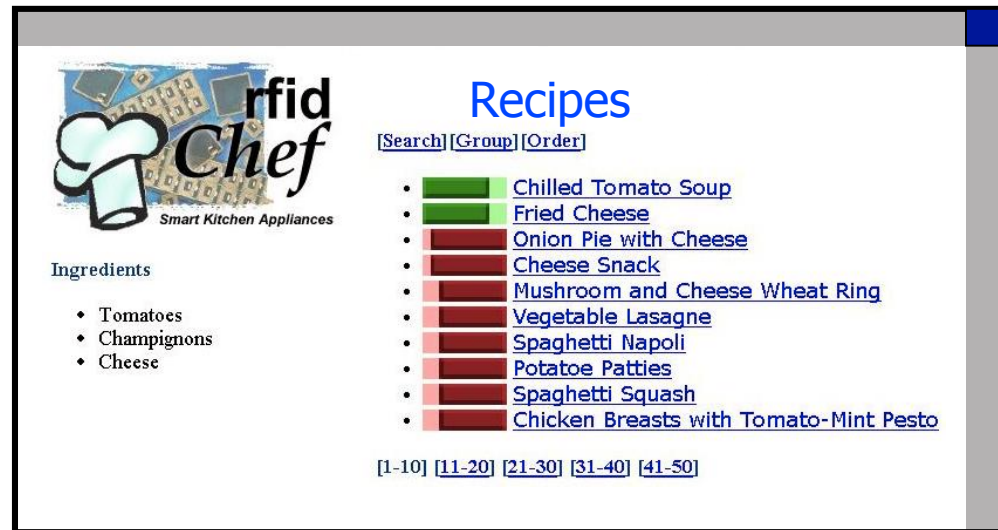 rfid
Chef
Smart Kitchen Appliances
Ingredients
Tomatoes
Champignons
Cheese
Recipes
[Search][Group][Order]
Chilled Tomato Soup
Fried Cheese
Onion Pie with Cheese
Cheese Snack
Mushroom and Cheese Wheat Ring
Vegetable Lasagne
Spaghetti Napoli
Potatoe Patties
Spaghetti Squash
Chicken Breasts with Tomato-Mint Pesto
[1-10] [11-20] [21-30] [31-40] [41-50]